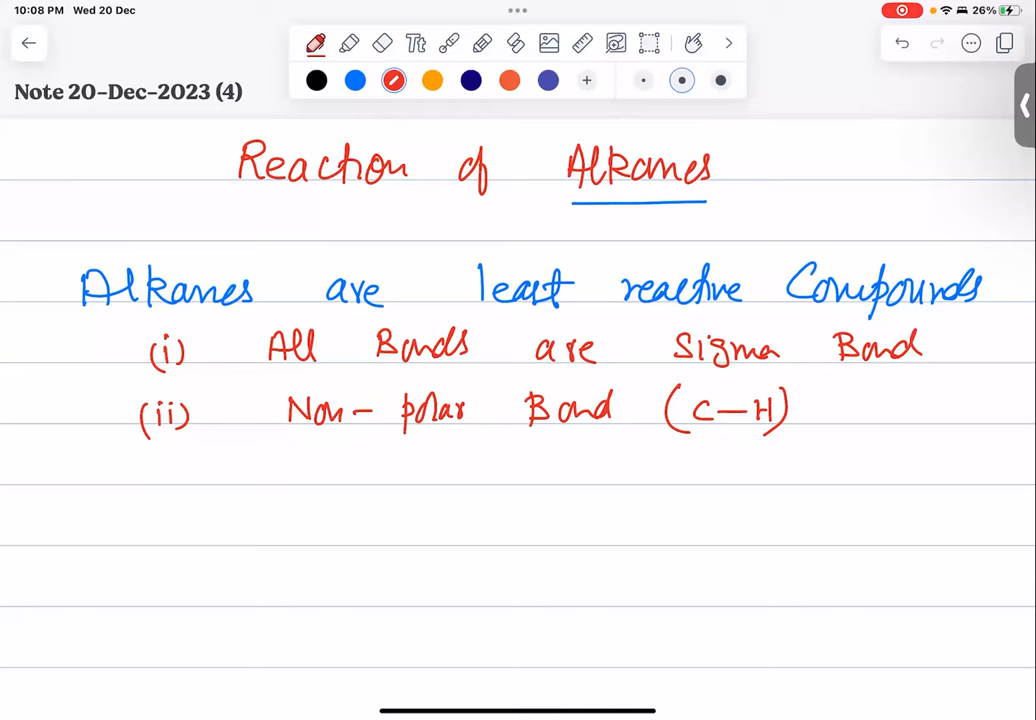 10:08 PM Wed 20 Dec
26%
Tt
Note 20-Dec-2023 (4)
Reaction of Alkanes
Alkanes are least reactive Compounds
(i) All Bonds are Sigma Bond
(ii) Non-polar Bond (C-H)